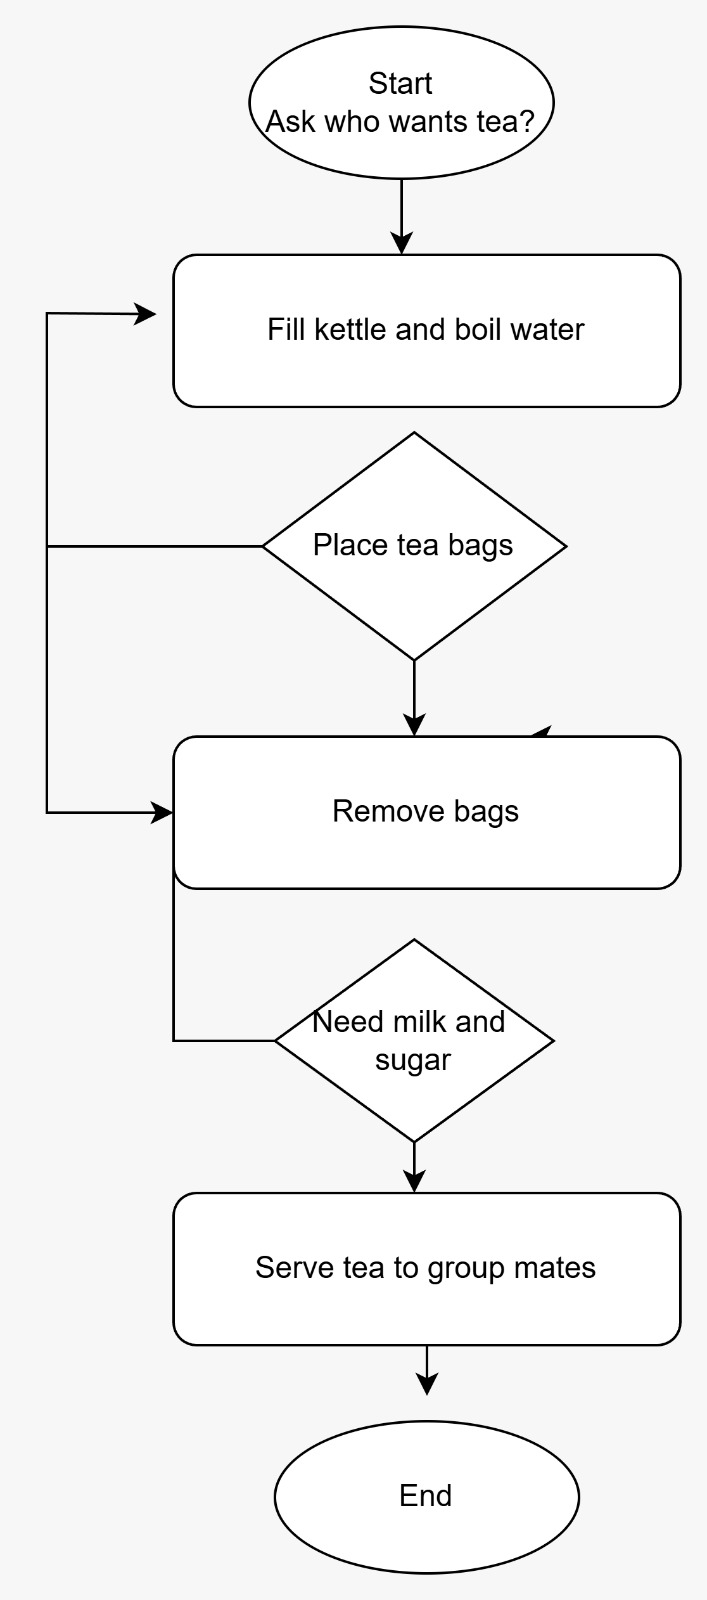 Start
Ask who wants tea?
Fill kettle and boil water
Place tea bags
Remove bags
Need milk and
sugar
Serve tea to group mates
End